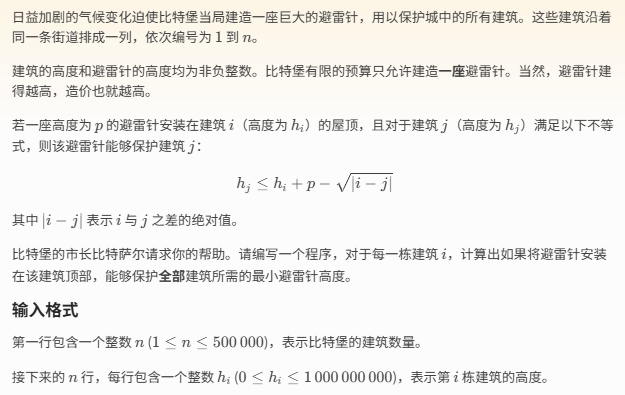 日益加剧的气候变化迫使比特堡当局建造一座巨大的避雷针，用以保护城中的所有建筑。这些建筑沿着
同一条街道排成一列，依次编号为 1 到 n。
建筑的高度和避雷针的高度均为非负整数。比特堡有限的预算只允许建造一座避雷针。当然，避雷针建
得越高，造价也就越高。
若一座高度为 p 的避雷针安装在建筑 i（高度为 h_i）的屋顶，且对于建筑 j（高度为 h_j）满足以下不等
式，则该避雷针能够保护建筑 j：
h_j ≤ h_i + p − √|i − j|
其中 |i − j| 表示 i 与 j 之差的绝对值。
比特堡的市长比特萨尔请求你的帮助。请编写一个程序，对于每一栋建筑 i，计算出如果将避雷针安装
在该建筑顶部，能够保护全部建筑所需的最小避雷针高度。
输入格式
第一行包含一个整数 n (1 ≤ n ≤ 500 000)，表示比特堡的建筑数量。
接下来的 n 行，每行包含一个整数 h_i (0 ≤ h_i ≤ 1 000 000 000)，表示第 i 栋建筑的高度。